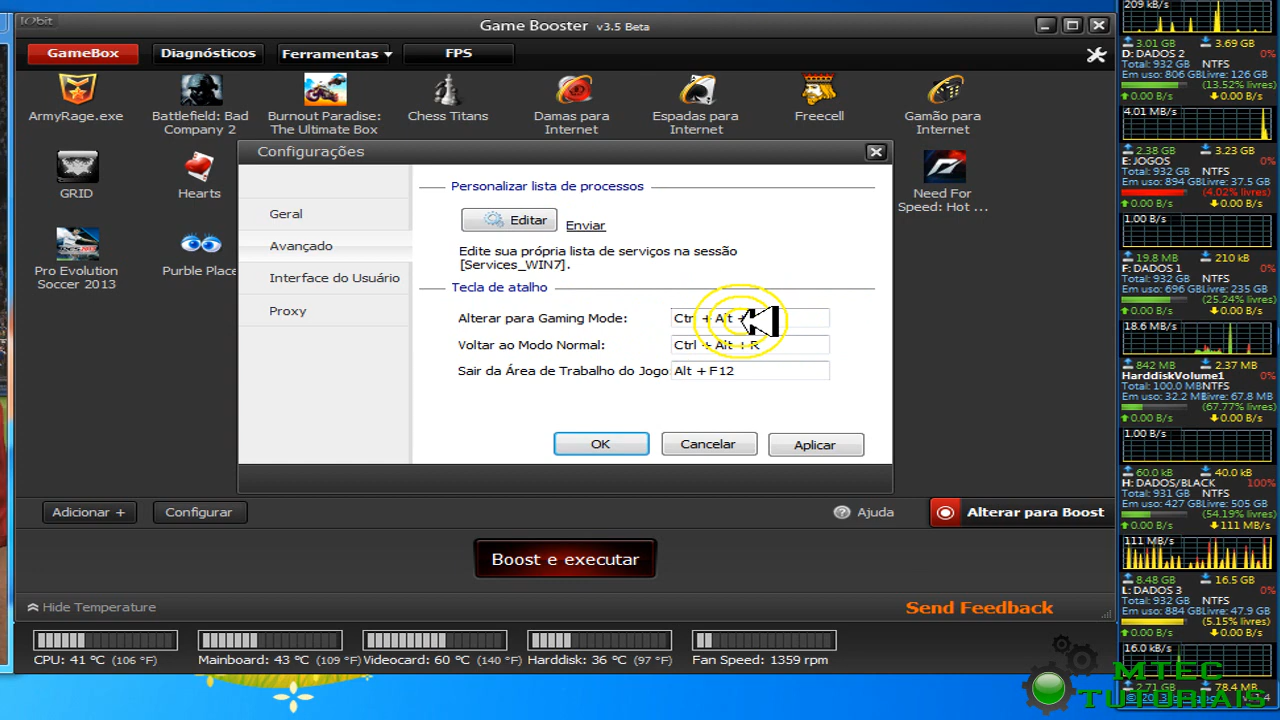 IObit
Game Booster v3.5 Beta
GameBox
Diagnósticos
Ferramentas
FPS
ArmyRage.exe
Battlefield: Bad
Company 2
Burnout Paradise:
The Ultimate Box
Chess Titans
Damas para
Internet
Espadas para
Internet
Freecell
Gamão para
Internet
GRID
Hearts
Need For
Speed: Hot ...
Pro Evolution
Soccer 2013
Purble Place
Configurações
Geral
Avançado
Interface do Usuário
Proxy
Personalizar lista de processos
Editar
Enviar
Edite sua própria lista de serviços na sessão
[Services_WIN7].
Tecla de atalho
Alterar para Gaming Mode:
Ctrl + Alt +
Voltar ao Modo Normal:
Ctrl + Alt + R
Sair da Área de Trabalho do Jogo
Alt + F12
OK
Cancelar
Aplicar
Adicionar +
Configurar
Ajuda
Alterar para Boost
Boost e executar
Hide Temperature
Send Feedback
CPU: 41 ºC (106 °F)
Mainboard: 43 ºC (109 °F)
Videocard: 60 ºC (140 °F)
Harddisk: 36 ºC (97 °F)
Fan Speed: 1359 rpm
209 kB/s
3.01 GB 3.69 GB
D: DADOS 2 0%
Total: 932 GB NTFS
Em uso: 806 GB Livre: 126 GB
(13.52% livres)
0.00 B/s 0.00 B/s
4.01 MB/s
2.38 GB 3.23 GB
E: JOGOS 0%
Total: 932 GB NTFS
Em uso: 894 GB Livre: 37.5 GB
(4.02% livres)
0.00 B/s 0.00 B/s
1.00 B/s
19.8 MB 210 kB
F: DADOS 1 0%
Total: 932 GB NTFS
Em uso: 696 GB Livre: 235 GB
(25.24% livres)
0.00 B/s 0.00 B/s
18.6 MB/s
842 MB 2.37 MB
HarddiskVolume1 0%
Total: 100.0 MB NTFS
Em uso: 32.2 MB Livre: 67.8 MB
(67.77% livres)
0.00 B/s 0.00 B/s
1.00 B/s
60.0 kB 40.0 kB
H: DADOS/BLACK 100%
Total: 931 GB NTFS
Em uso: 427 GB Livre: 505 GB
(54.19% livres)
0.00 B/s 111 MB/s
111 MB/s
8.48 GB 16.5 GB
L: DADOS 3 0%
Total: 932 GB NTFS
Em uso: 884 GB Livre: 47.9 GB
(5.15% livres)
0.00 B/s 0.00 B/s
16.0 kB/s
2.71 GB 78.4 MB
MTEC
TUTORIAIS